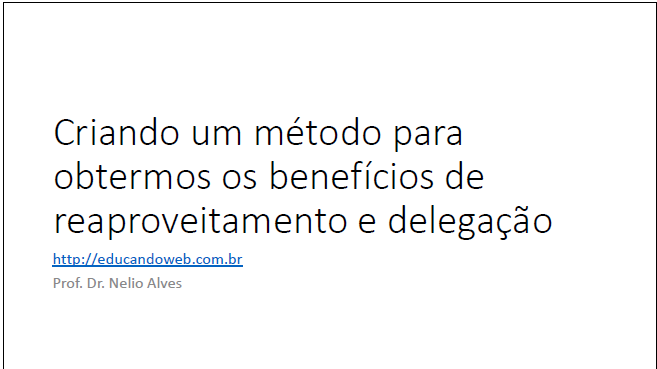 Criando um método para
obtermos os benefícios de
reaproveitamento e delegação
http://educandoweb.com.br
Prof. Dr. Nelio Alves